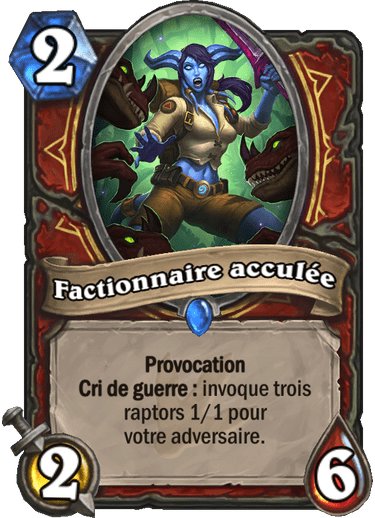 2
Factionnaire acculée
Provocation
Cri de guerre : invoque trois
raptors 1/1 pour
votre adversaire.
2
6